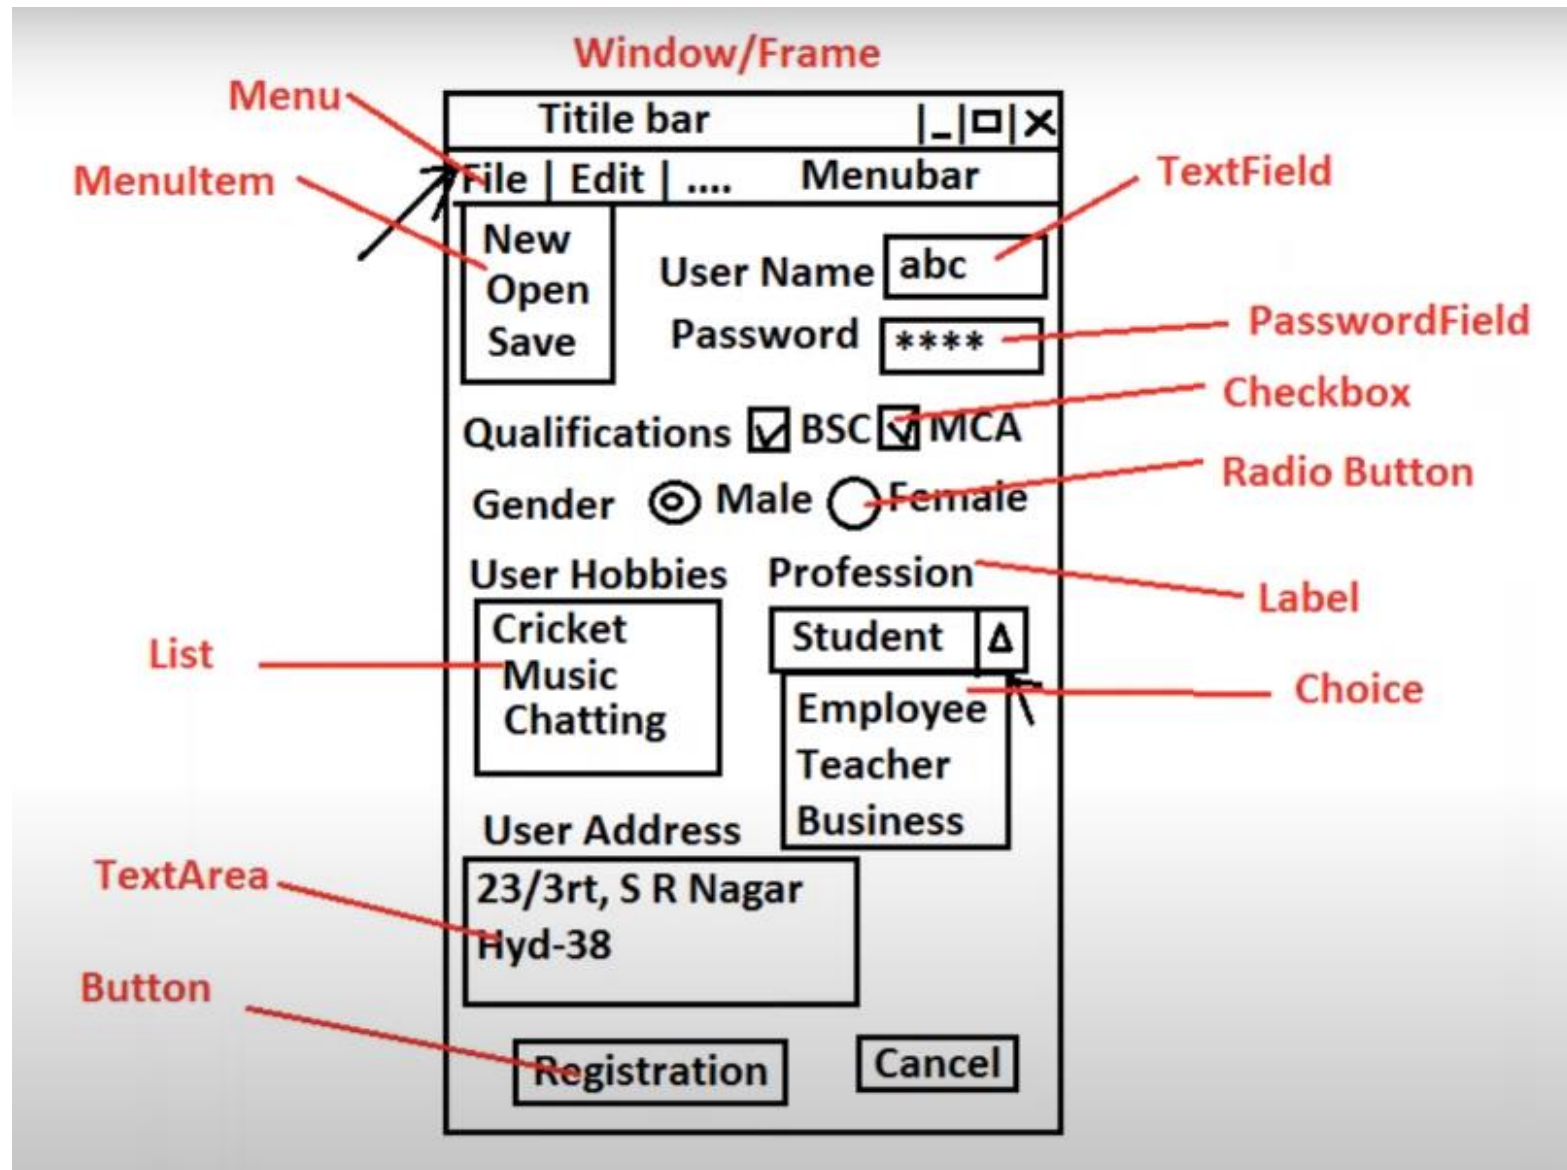 Window/Frame
Menu
Titile bar |_|□|X
MenuItem
File | Edit | .... Menubar
TextField
New
Open
Save
User Name abc
Password ****
PasswordField
Checkbox
Qualifications BSC MCA
Radio Button
Gender Male Female
User Hobbies Profession
Label
List
Cricket
Music
Chatting
Student Δ
Choice
Employee
Teacher
Business
User Address
TextArea
23/3rt, S R Nagar
Hyd-38
Button
Registration Cancel